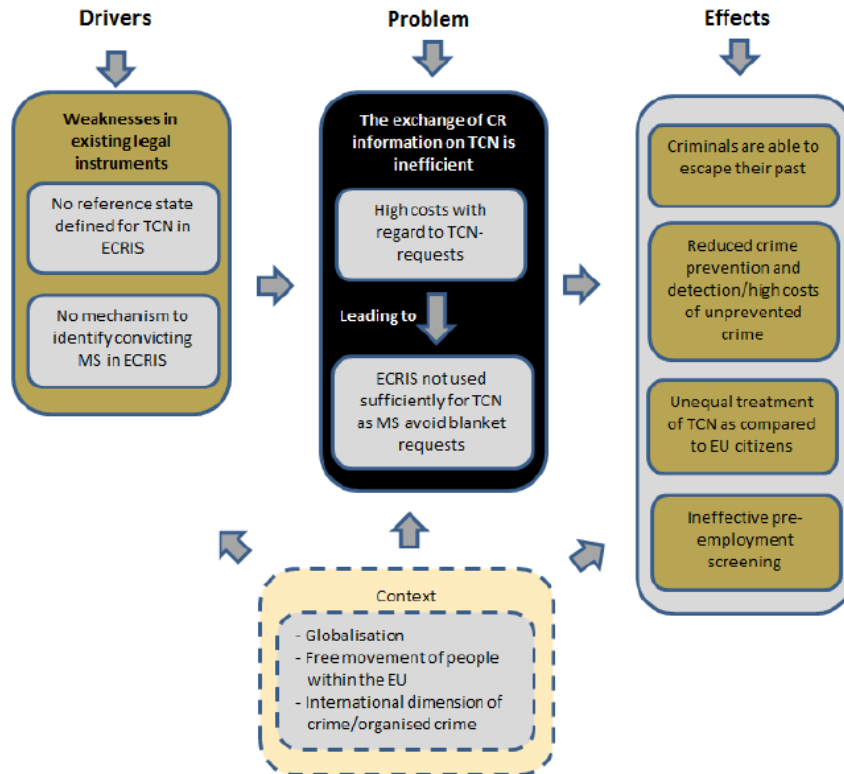 Drivers
Problem
Effects
Weaknesses in
existing legal
instruments
No reference state
defined for TCN in
ECRIS
No mechanism to
identify convicting
MS in ECRIS
The exchange of CR
information on TCN is
inefficient
High costs with
regard to TCN-
requests
Leading to
ECRIS not used
sufficiently for TCN
as MS avoid blanket
requests
Criminals are able to
escape their past
Reduced crime
prevention and
detection/high costs
of unprevented
crime
Unequal treatment
of TCN as compared
to EU citizens
Ineffective pre-
employment
screening
Context
- Globalisation
- Free movement of people
within the EU
- International dimension of
crime/organised crime